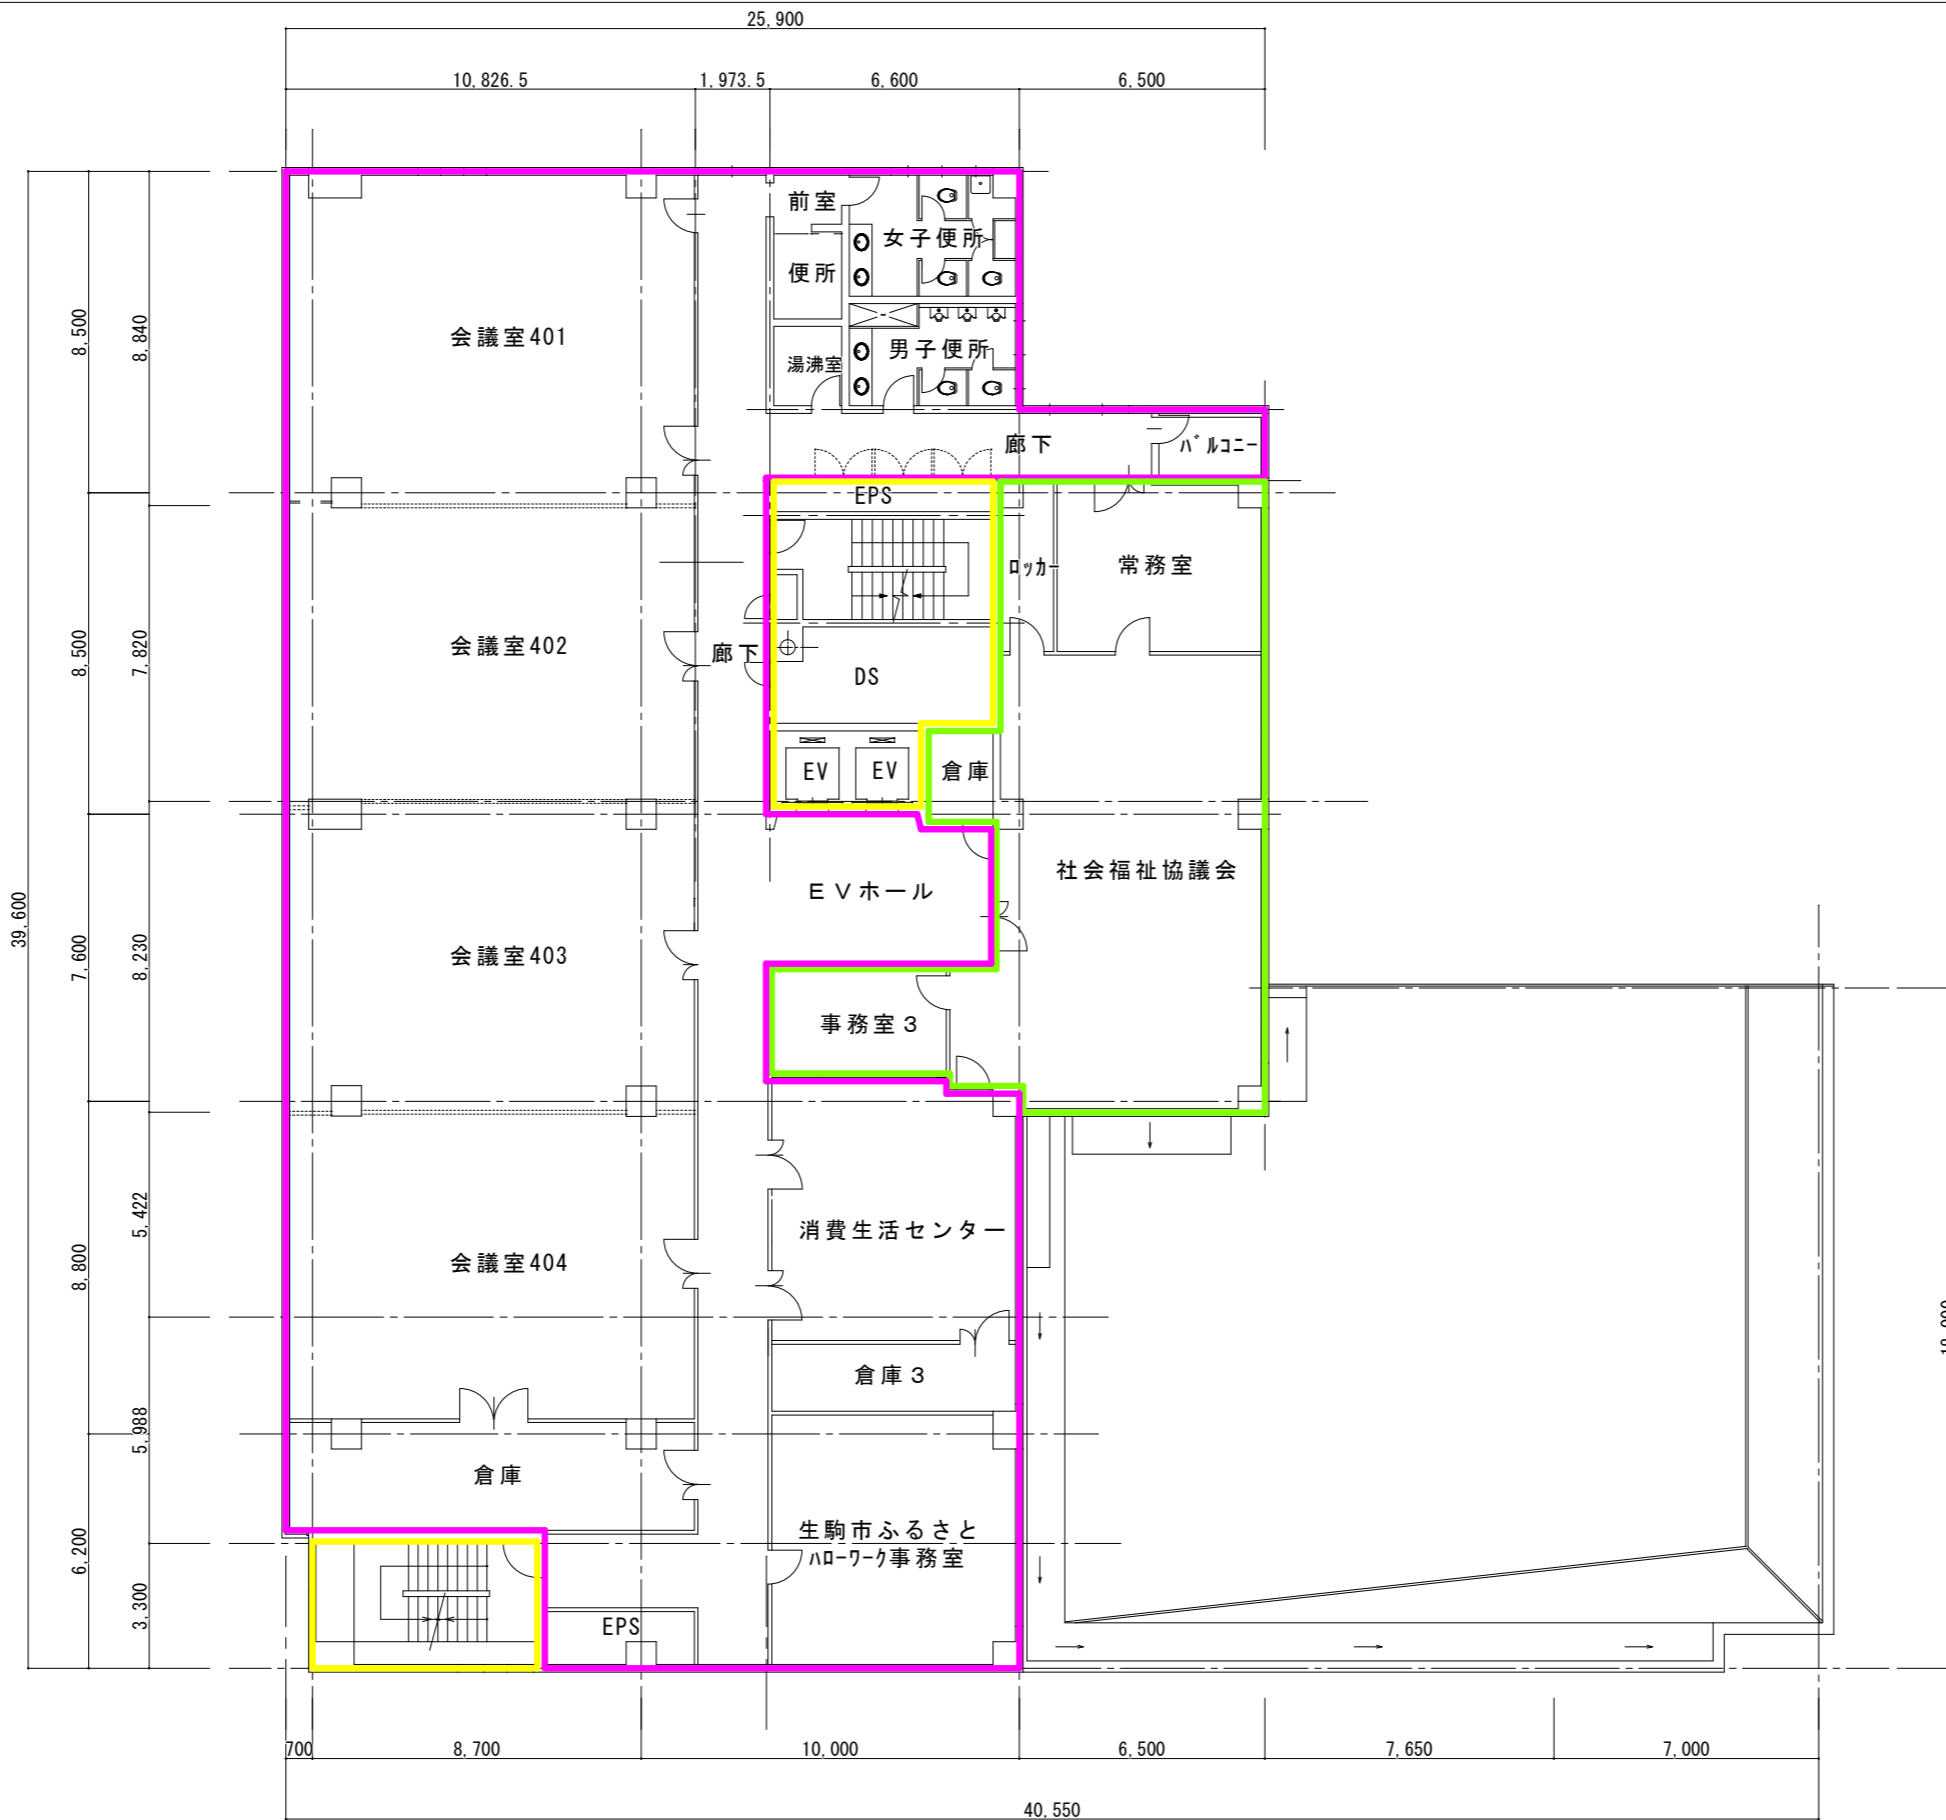 25,900
10,826.5
1,973.5
6,600
6,500
前室
女子便所
便所
8,500
8,840
会議室401
男子便所
湯沸室
廊下
バルコニー
EPS
ロッカー
常務室
8,500
7,820
会議室402
廊下
DS
EV
EV
倉庫
社会福祉協議会
EVホール
39,600
7,600
8,230
会議室403
事務室3
5,422
消費生活センター
8,800
会議室404
倉庫3
5,988
倉庫
生駒市ふるさと
ハローワーク事務室
6,200
3,300
EPS
700
8,700
10,000
6,500
7,650
7,000
40,550